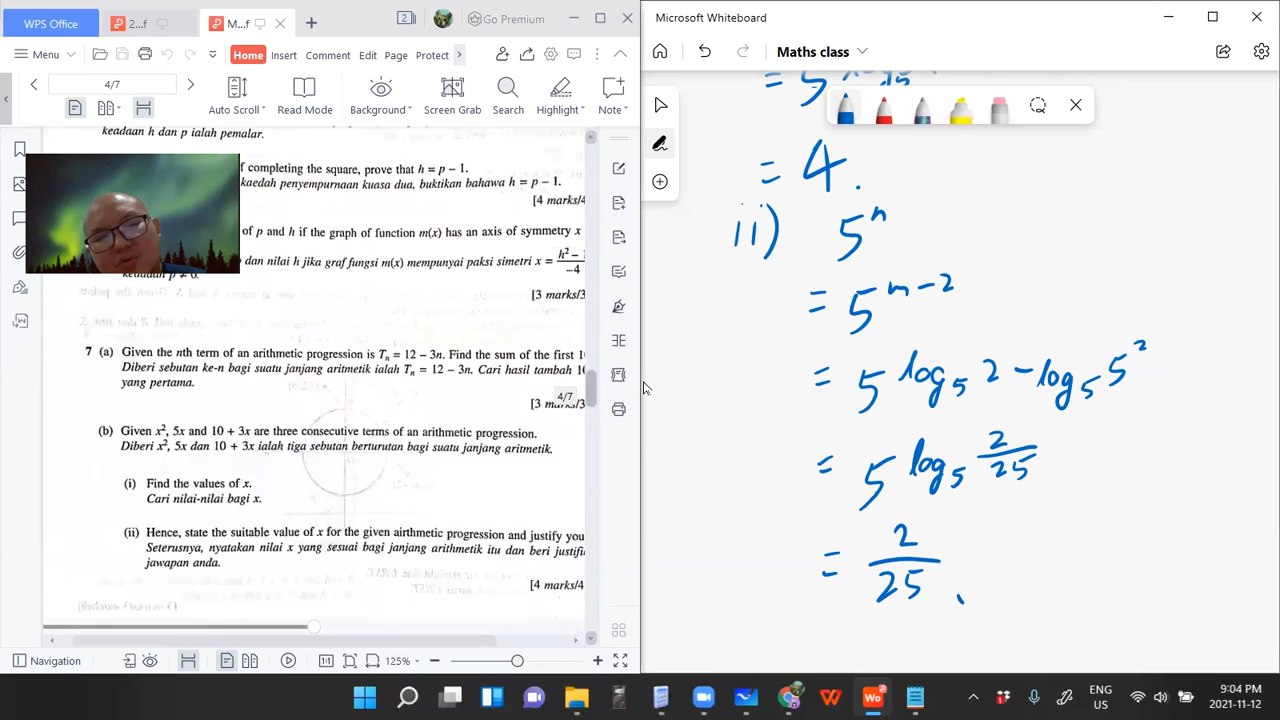 WPS Office
2...f
M...f
2
Go Premium
Menu
Home Insert Comment Edit Page Protect
4/7
Auto Scroll Read Mode Background Screen Grab Search Highlight Note
keadaan h dan p ialah pemalar.
f completing the square, prove that h = p – 1.
kaedah penyempurnaan kuasa dua, buktikan bahawa h = p – 1.
[4 marks/4
of p and h if the graph of function m(x) has an axis of symmetry x
dan nilai h jika graf fungsi m(x) mempunyai paksi simetri x = h² –
–4
keadaan p ≠ 0.
[3 marks/3
7 (a) Given the nth term of an arithmetic progression is Tₙ = 12 – 3n. Find the sum of the first 1
Diberi sebutan ke-n bagi suatu janjang aritmetik ialah Tₙ = 12 – 3n. Cari hasil tambah 1
yang pertama.
4/7
[3 marks/3
(b) Given x², 5x and 10 + 3x are three consecutive terms of an arithmetic progression.
Diberi x², 5x dan 10 + 3x ialah tiga sebutan berturutan bagi suatu janjang aritmetik.
(i) Find the values of x.
Cari nilai-nilai bagi x.
(ii) Hence, state the suitable value of x for the given airthmetic progression and justify you
Seterusnya, nyatakan nilai x yang sesuai bagi janjang arithmetik itu dan beri justifi
jawapan anda.
[4 marks/4
Navigation
125%
Microsoft Whiteboard
Maths class
= 4.
ii) 5ⁿ
= 5^(m-2)
= 5^(log₅ 2 - log₅ 5²)
= 5^(log₅ 2/25)
= 2/25
ENG
US
9:04 PM
2021-11-12